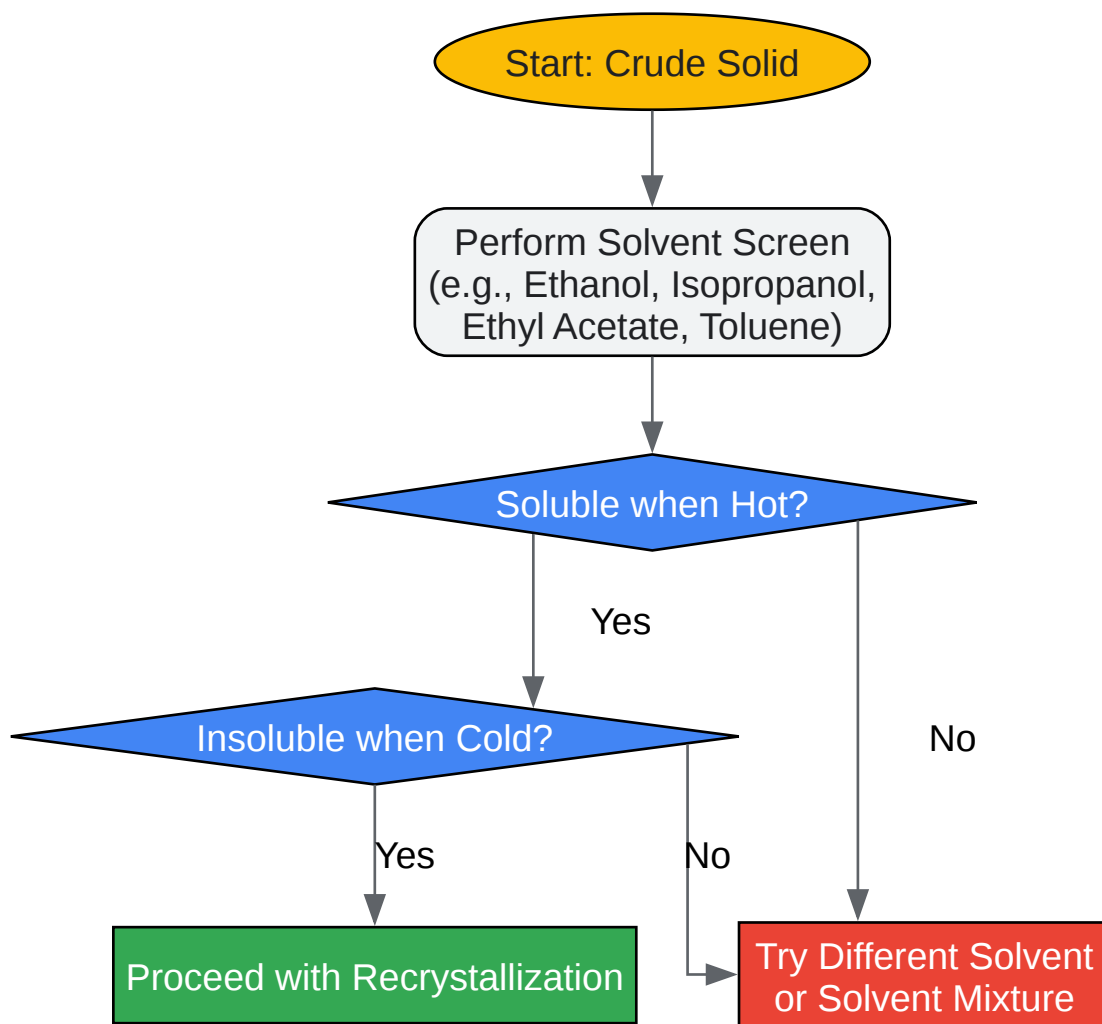 Start: Crude Solid
Perform Solvent Screen
(e.g., Ethanol, Isopropanol,
Ethyl Acetate, Toluene)
Soluble when Hot?
Yes
Insoluble when Cold?
No
Yes
No
Proceed with Recrystallization
Try Different Solvent
or Solvent Mixture